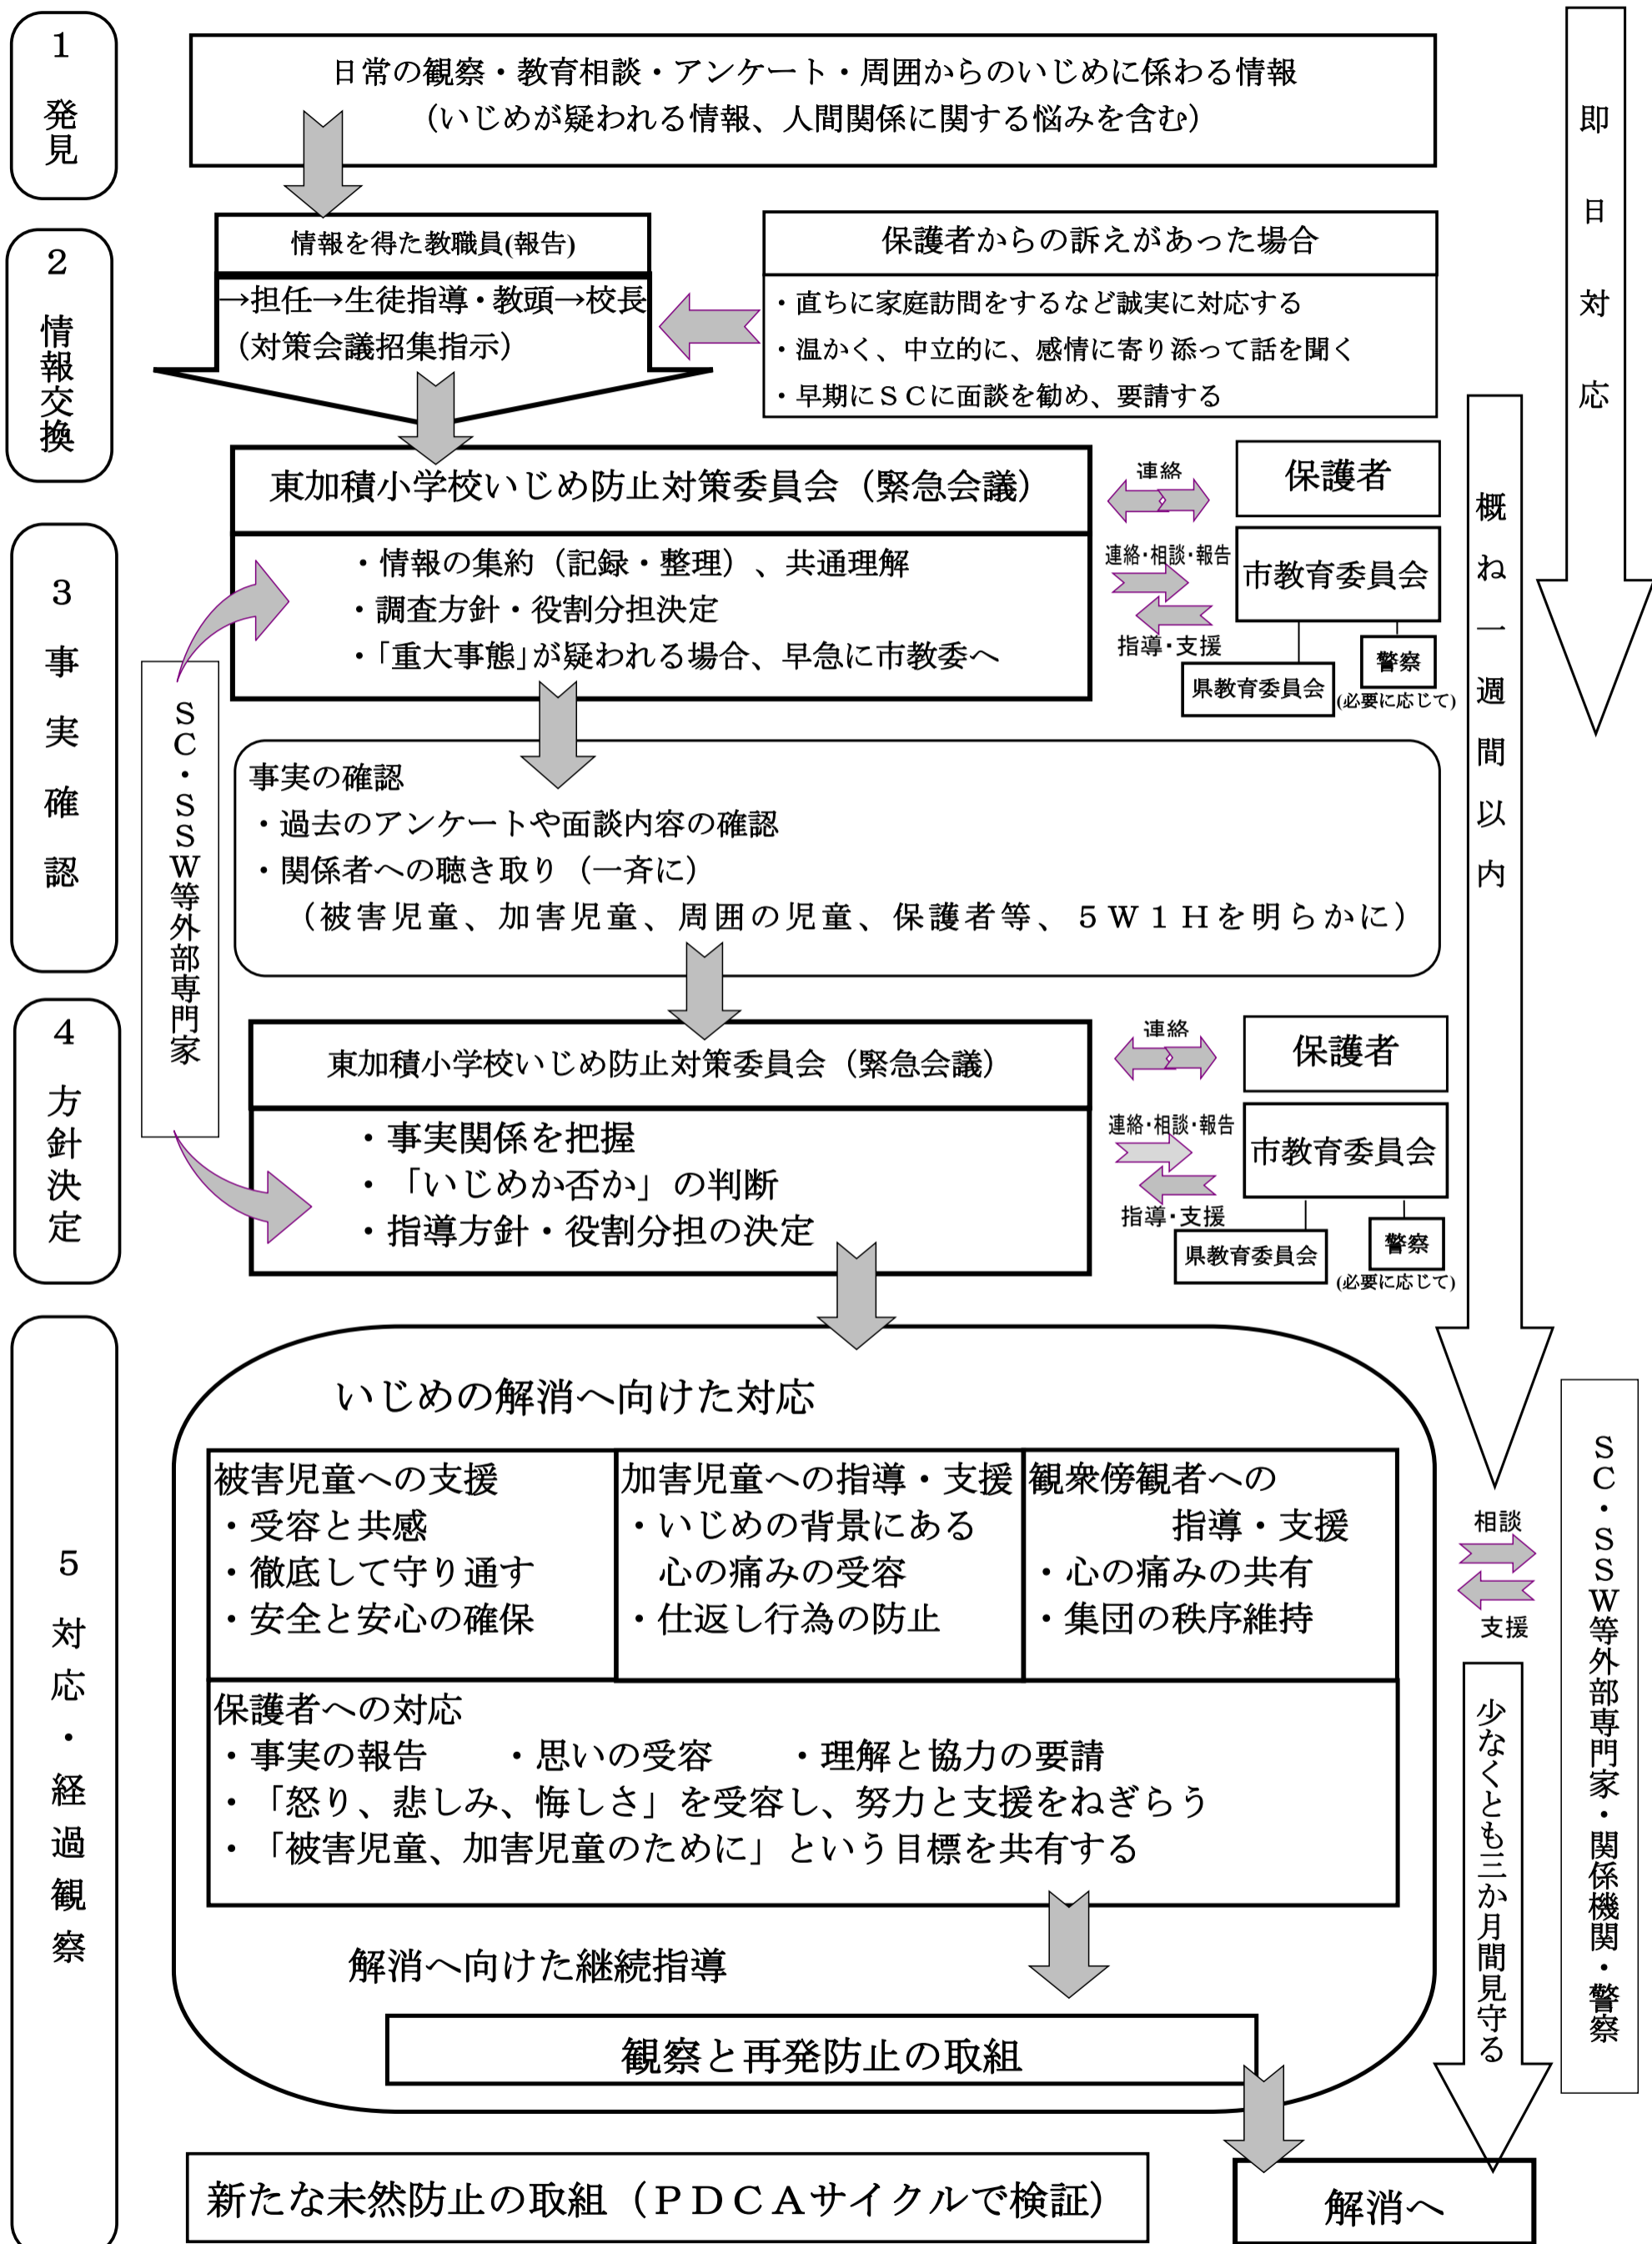 1 発見
日常の観察・教育相談・アンケート・周囲からのいじめに係わる情報
（いじめが疑われる情報、人間関係に関する悩みを含む）
即日対応
2 情報交換
情報を得た教職員(報告)
→担任→生徒指導・教頭→校長
（対策会議招集指示）
保護者からの訴えがあった場合
・直ちに家庭訪問をするなど誠実に対応する
・温かく、中立的に、感情に寄り添って話を聞く
・早期にＳＣに面談を勧め、要請する
概ね一週間以内
3 事実確認
東加積小学校いじめ防止対策委員会（緊急会議）
・情報の集約（記録・整理）、共通理解
・調査方針・役割分担決定
・「重大事態」が疑われる場合、早急に市教委へ
連絡
保護者
連絡・相談・報告
市教育委員会
指導・支援
県教育委員会
警察
(必要に応じて)
ＳＣ・ＳＳＷ等外部専門家
事実の確認
・過去のアンケートや面談内容の確認
・関係者への聴き取り（一斉に）
（被害児童、加害児童、周囲の児童、保護者等、５Ｗ１Ｈを明らかに）
4 方針決定
東加積小学校いじめ防止対策委員会（緊急会議）
・事実関係を把握
・「いじめか否か」の判断
・指導方針・役割分担の決定
連絡
保護者
連絡・相談・報告
市教育委員会
指導・支援
県教育委員会
警察
(必要に応じて)
5 対応・経過観察
いじめの解消へ向けた対応
被害児童への支援
・受容と共感
・徹底して守り通す
・安全と安心の確保
加害児童への指導・支援
・いじめの背景にある
心の痛みの受容
・仕返し行為の防止
観衆傍観者への
指導・支援
・心の痛みの共有
・集団の秩序維持
保護者への対応
・事実の報告　・思いの受容　・理解と協力の要請
・「怒り、悲しみ、悔しさ」を受容し、努力と支援をねぎらう
・「被害児童、加害児童のために」という目標を共有する
相談
支援
ＳＣ・ＳＳＷ等外部専門家・関係機関・警察
少なくとも三か月間見守る
解消へ向けた継続指導
観察と再発防止の取組
新たな未然防止の取組（ＰＤＣＡサイクルで検証）
解消へ